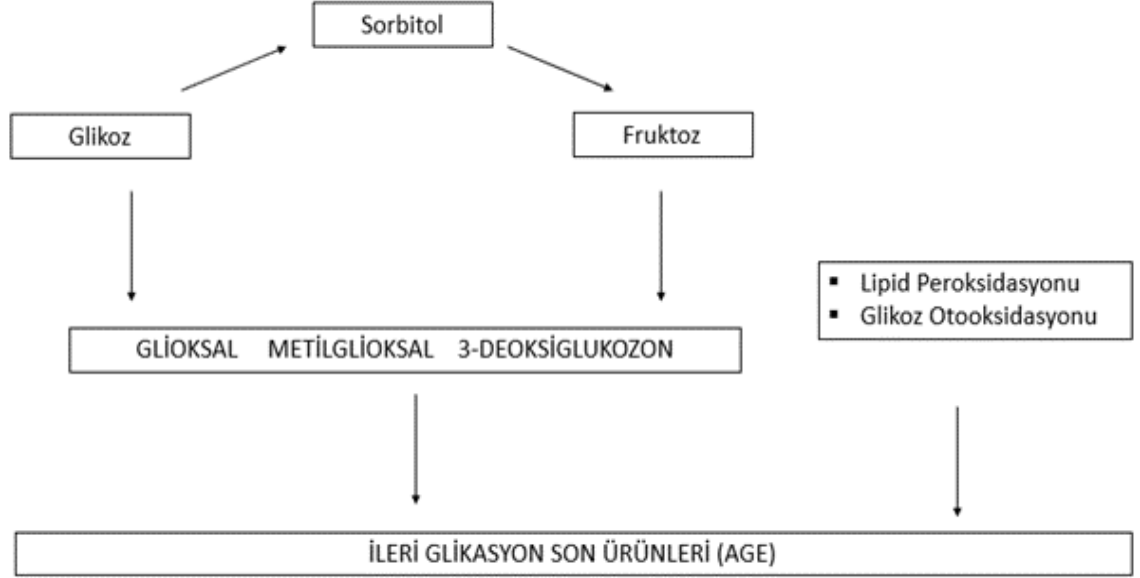 Sorbitol
Glikoz
Fruktoz
▪ Lipid Peroksidasyonu
▪ Glikoz Otooksidasyonu
GLİOKSAL METİLGLİOKSAL 3-DEOKSİGLUKOZON
İLERİ GLİKASYON SON ÜRÜNLERİ (AGE)